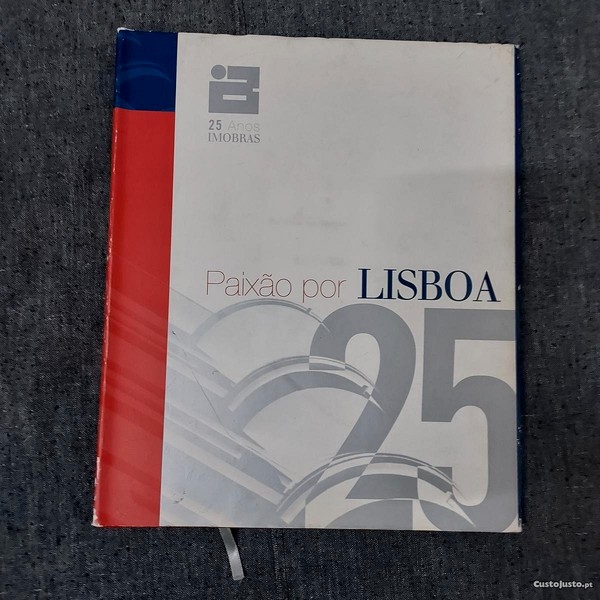 25 Anos
IMOBRAS
Paixão por LISBOA
25
CustoJusto.pt